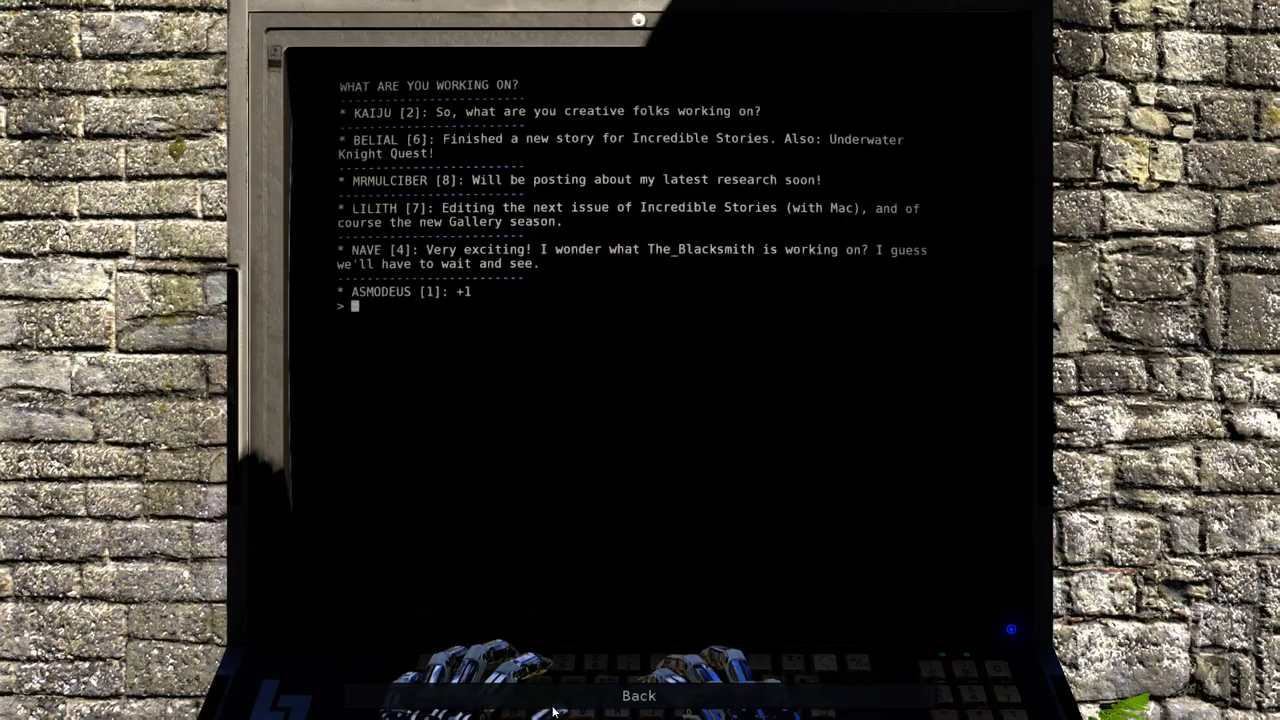 WHAT ARE YOU WORKING ON?
------------------------
* KAIJU [2]: So, what are you creative folks working on?
------------------------
* BELIAL [6]: Finished a new story for Incredible Stories. Also: Underwater
Knight Quest!
------------------------
* MRMULCIBER [8]: Will be posting about my latest research soon!
------------------------
* LILITH [7]: Editing the next issue of Incredible Stories (with Mac), and of
course the new Gallery season.
------------------------
* NAVE [4]: Very exciting! I wonder what The_Blacksmith is working on? I guess
we'll have to wait and see.
------------------------
* ASMODEUS [1]: +1
>
Back